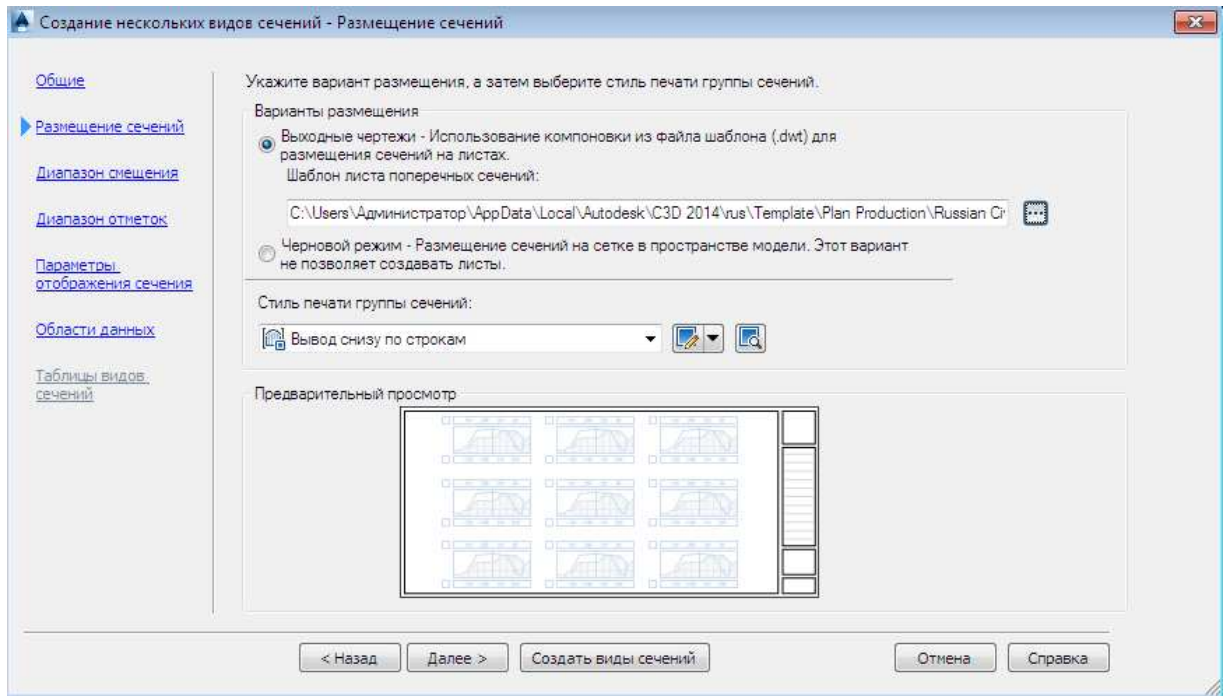 Создание нескольких видов сечений - Размещение сечений
Общие
Размещение сечений
Диапазон смещения
Диапазон отметок
Параметры
отображения сечения
Области данных
Таблицы видов
сечений
Укажите вариант размещения, а затем выберите стиль печати группы сечений.
Варианты размещения
Выходные чертежи - Использование компоновки из файла шаблона (.dwt) для
размещения сечений на листах.
Шаблон листа поперечных сечений:
C:\Users\Администратор\AppData\Local\Autodesk\C3D 2014\rus\Template\Plan Production\Russian Ci
Черновой режим - Размещение сечений на сетке в пространстве модели. Этот вариант
не позволяет создавать листы.
Стиль печати группы сечений:
Вывод снизу по строкам
Предварительный просмотр
< Назад
Далее >
Создать виды сечений
Отмена
Справка